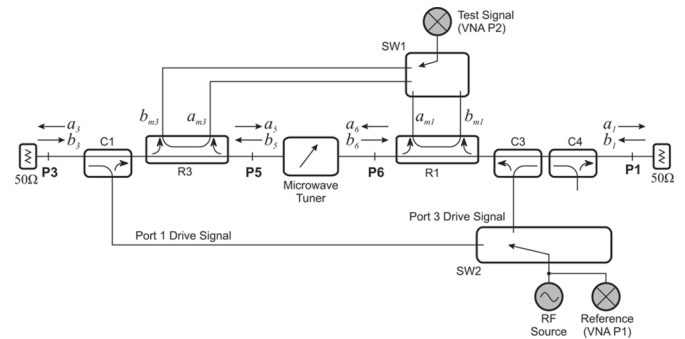 Test Signal
(VNA P2)
SW1
bm3
am3
am1
bm1
a3
b3
C1
R3
a5
b5
a6
b6
R1
C3
C4
a1
b1
50Ω
P3
P5
Microwave
Tuner
P6
P1
50Ω
Port 3 Drive Signal
Port 1 Drive Signal
SW2
RF
Source
Reference
(VNA P1)